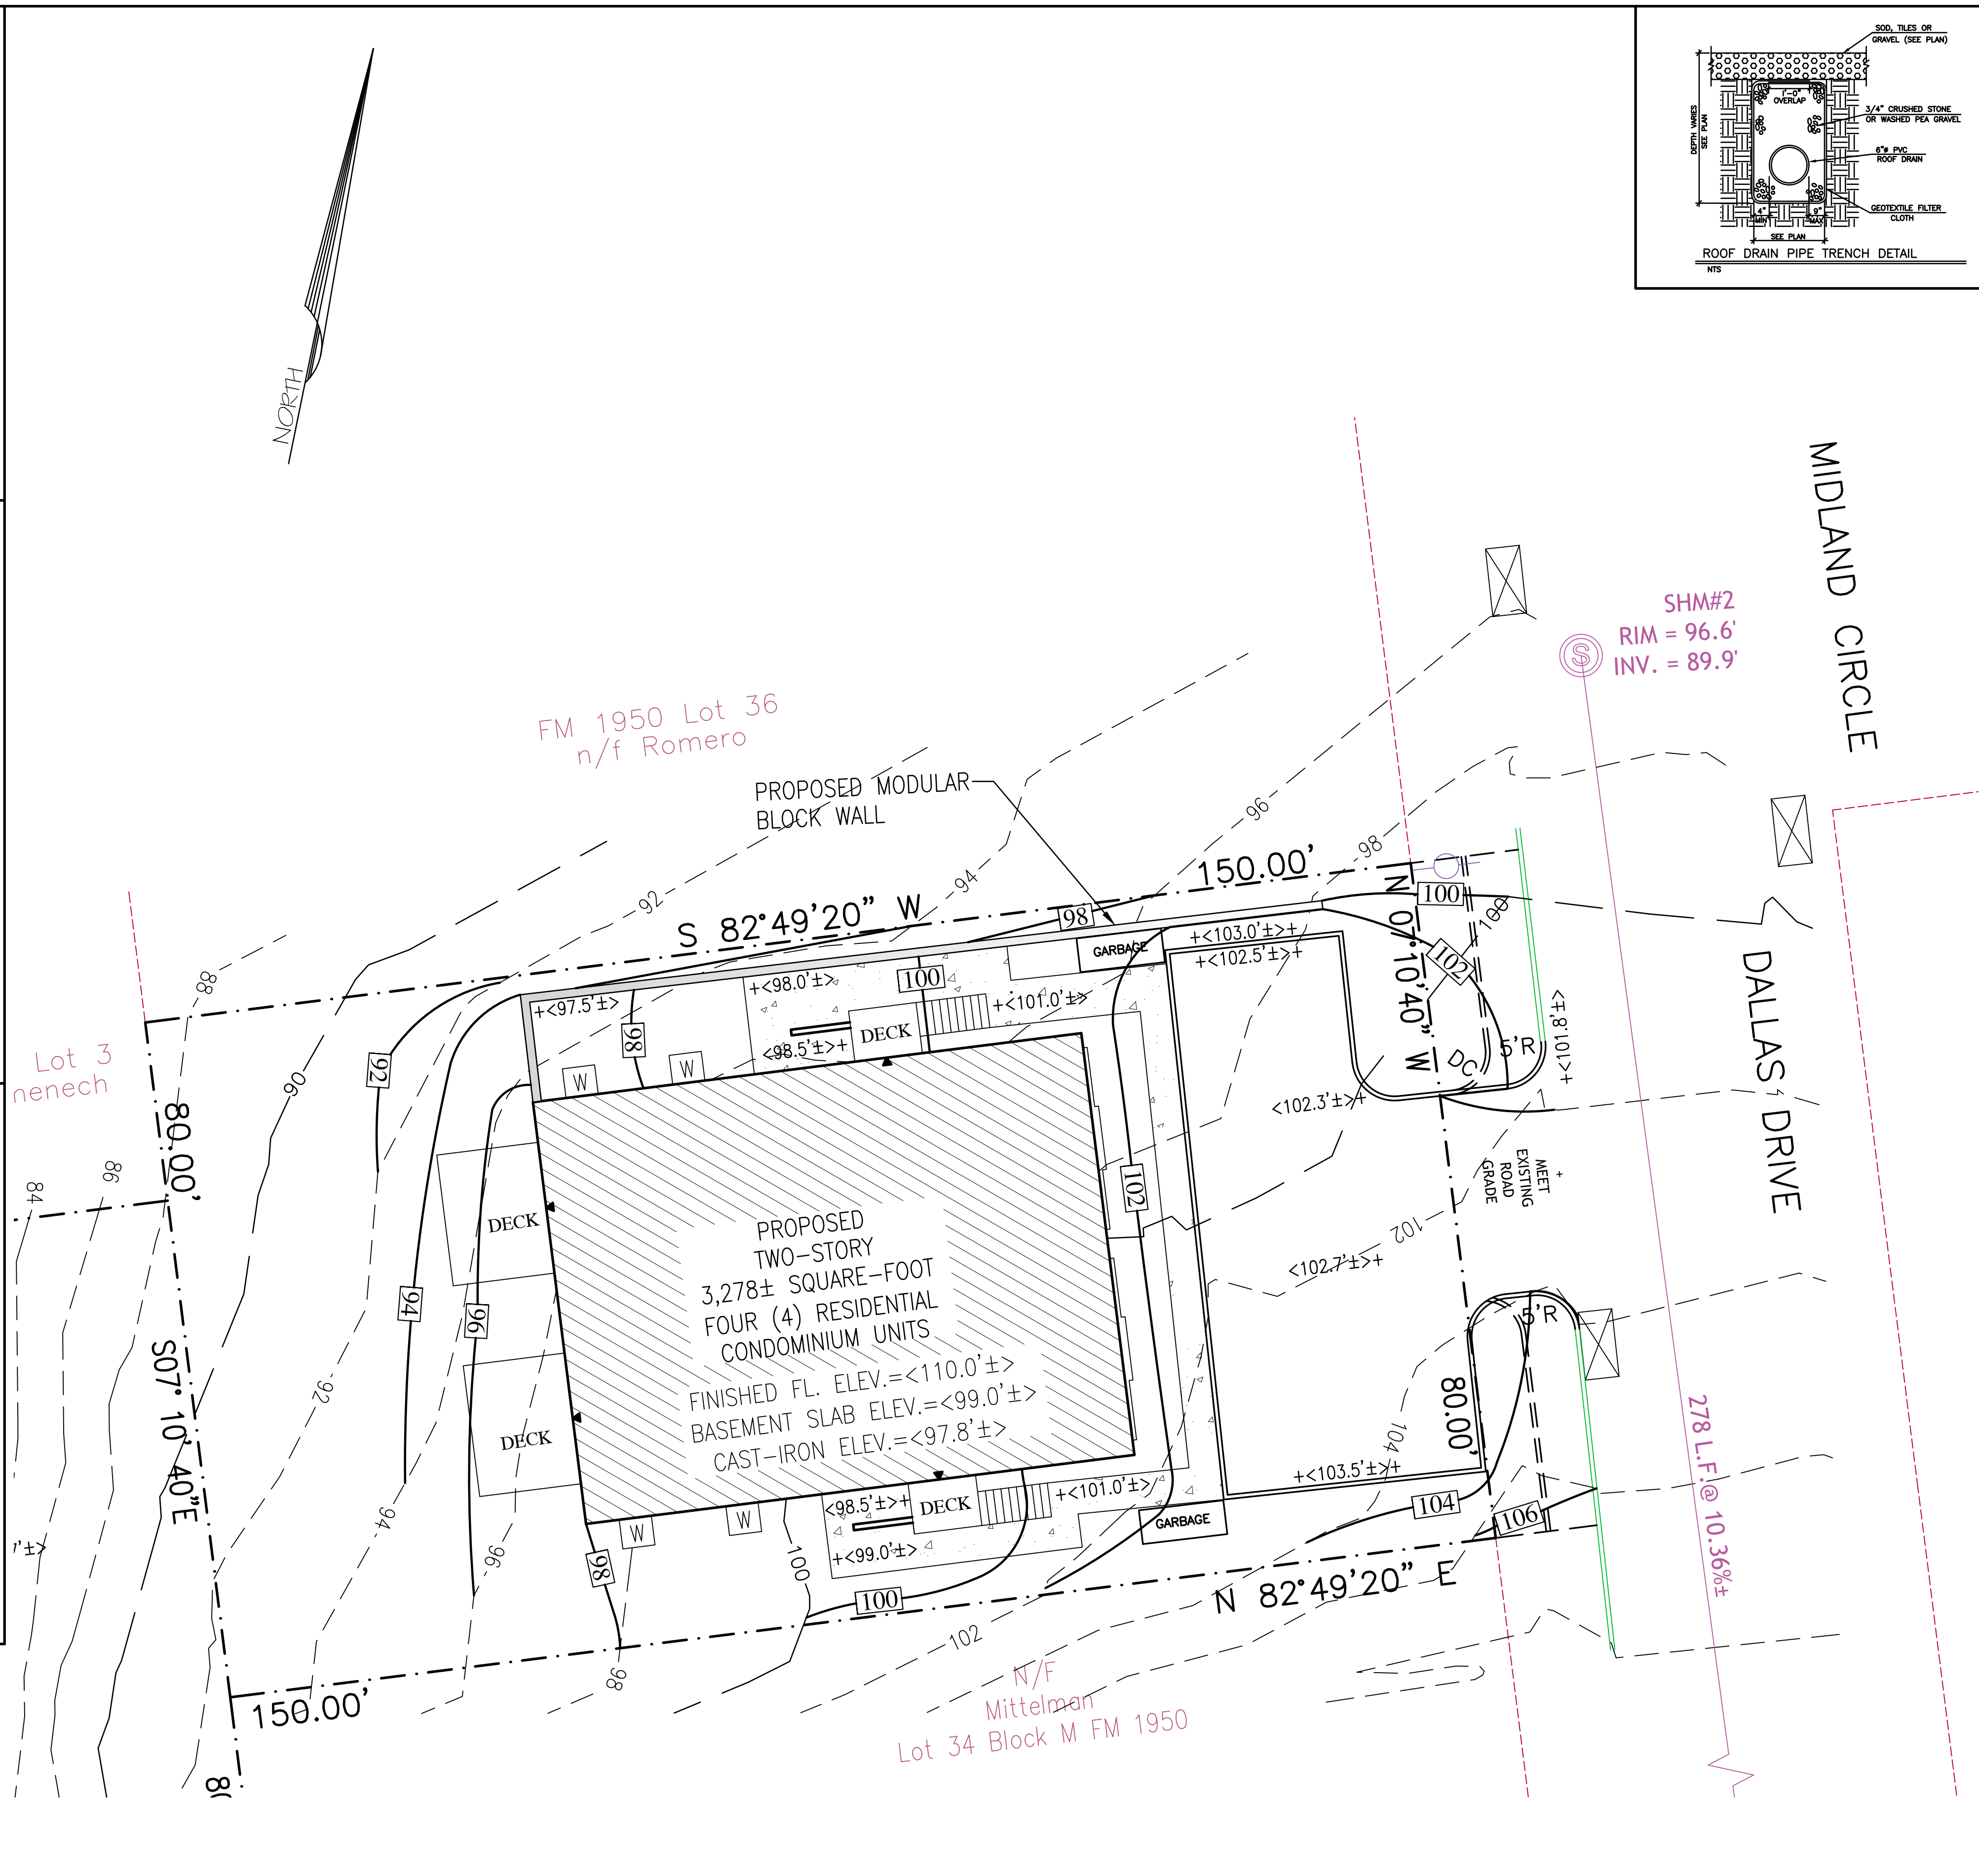 SOD, TILES OR
GRAVEL (SEE PLAN)
1'-0"
OVERLAP
3/4" CRUSHED STONE
OR WASHED PEA GRAVEL
DEPTH VARIES
SEE PLAN
6"ø PVC
ROOF DRAIN
GEOTEXTILE FILTER
CLOTH
4"
MIN
9"
MAX
SEE PLAN
ROOF DRAIN PIPE TRENCH DETAIL
NTS
NORTH
MIDLAND CIRCLE
SHM#2
RIM = 96.6'
INV. = 89.9'
S
FM 1950 Lot 36
n/f Romero
PROPOSED MODULAR
BLOCK WALL
96
98
150.00'
94
92
S 82°49'20" W
98
100
100
88
90
92
N 07°10'40" W
102
GARBAGE
+<103.0'±>+
+<102.5'±>+
+<97.5'±>
+<98.0'±>
100
+<101.0'±>
98
DECK
<98.5'±>+
W
W
<101.8'±>+
5'R
DC
<102.3'±>+
DALLAS DRIVE
Lot 3
nenech
80.00'
86
84
DECK
102
MEET
EXISTING
ROAD
GRADE
+
102
<102.7'±>+
PROPOSED
TWO-STORY
3,278± SQUARE-FOOT
FOUR (4) RESIDENTIAL
CONDOMINIUM UNITS
FINISHED FL. ELEV.=<110.0'±>
BASEMENT SLAB ELEV.=<99.0'±>
CAST-IRON ELEV.=<97.8'±>
94
96
92
DECK
S07° 10' 40"E
5'R
80.00'
104
+<103.5'±>+
278 L.F.@ 10.36%±
94
96
W
W
<98.5'±>+
DECK
+<101.0'±>
+<99.0'±>
GARBAGE
104
106
'±>
98
100
100
N 82°49'20" E
102
98
150.00'
N/F
Mittelman
Lot 34 Block M FM 1950